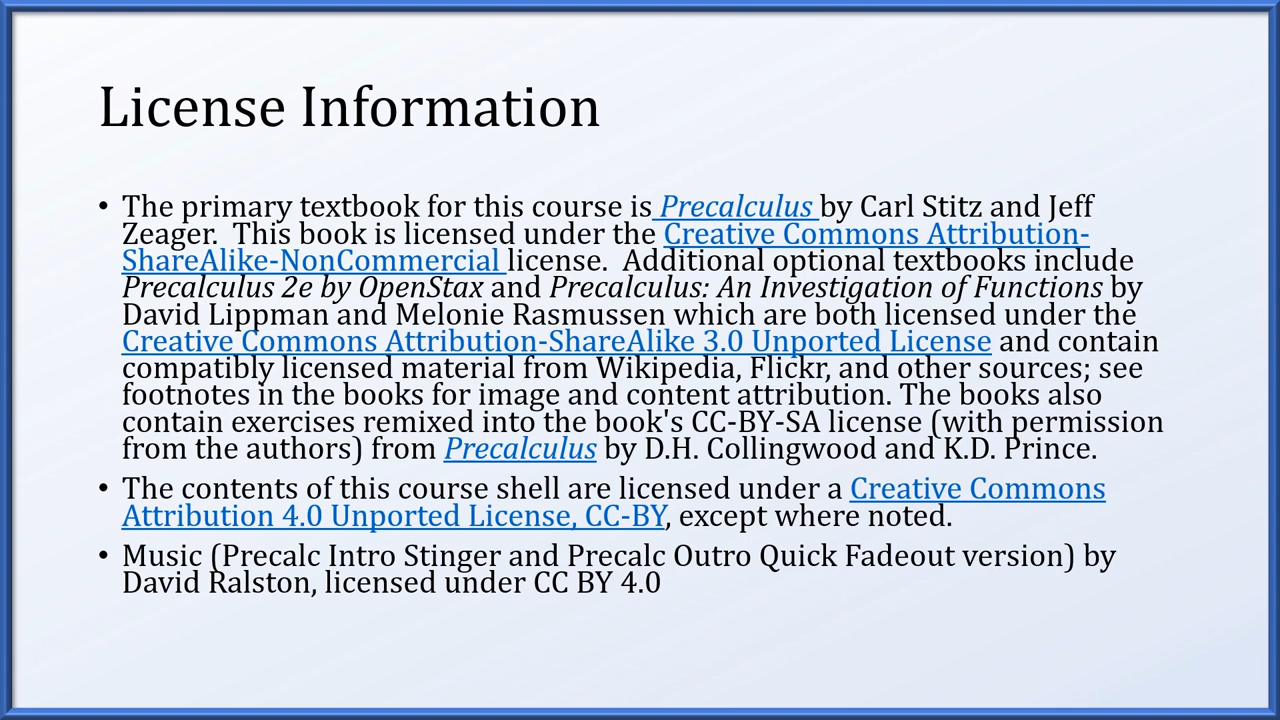 License Information
• The primary textbook for this course is Precalculus by Carl Stitz and Jeff
Zeager.  This book is licensed under the Creative Commons Attribution-
ShareAlike-NonCommercial license.  Additional optional textbooks include
Precalculus 2e by OpenStax and Precalculus: An Investigation of Functions by
David Lippman and Melonie Rasmussen which are both licensed under the
Creative Commons Attribution-ShareAlike 3.0 Unported License and contain
compatibly licensed material from Wikipedia, Flickr, and other sources; see
footnotes in the books for image and content attribution. The books also
contain exercises remixed into the book's CC-BY-SA license (with permission
from the authors) from Precalculus by D.H. Collingwood and K.D. Prince.
• The contents of this course shell are licensed under a Creative Commons
Attribution 4.0 Unported License, CC-BY, except where noted.
• Music (Precalc Intro Stinger and Precalc Outro Quick Fadeout version) by
David Ralston, licensed under CC BY 4.0